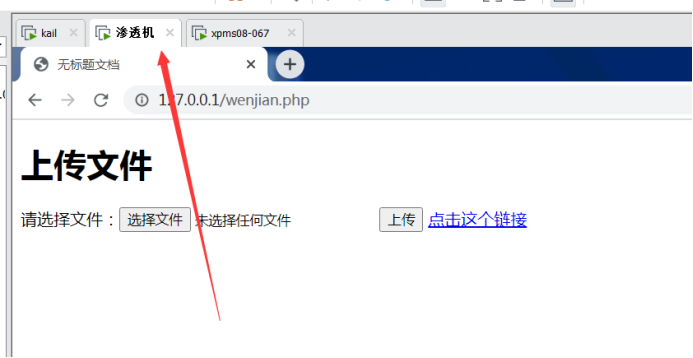 kail 渗透机 xpms08-067
无标题文档
127.0.0.1/wenjian.php
上传文件
请选择文件：选择文件 未选择任何文件 上传 点击这个链接